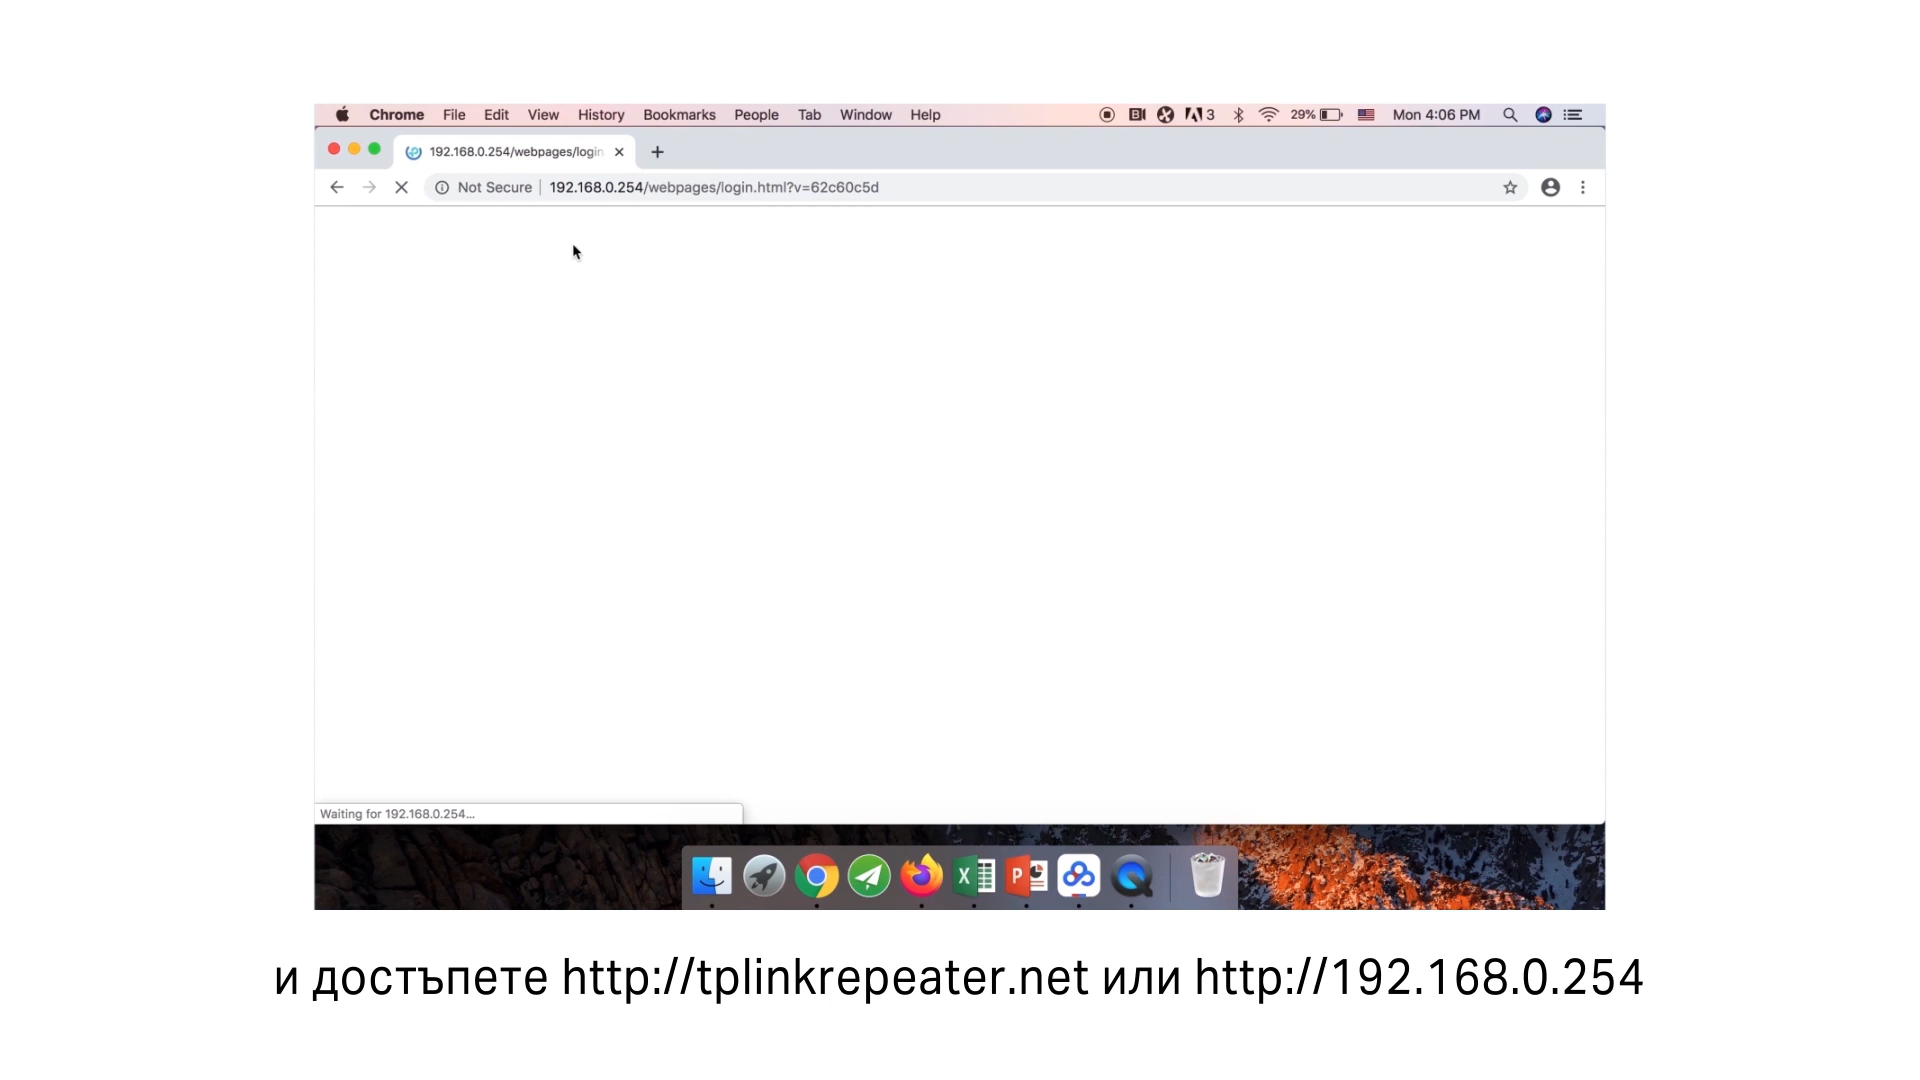 Chrome File Edit View History Bookmarks People Tab Window Help 3 29% Mon 4:06 PM
192.168.0.254/webpages/login
Not Secure 192.168.0.254/webpages/login.html?v=62c60c5d
Waiting for 192.168.0.254...
и достъпете http://tplinkrepeater.net или http://192.168.0.254